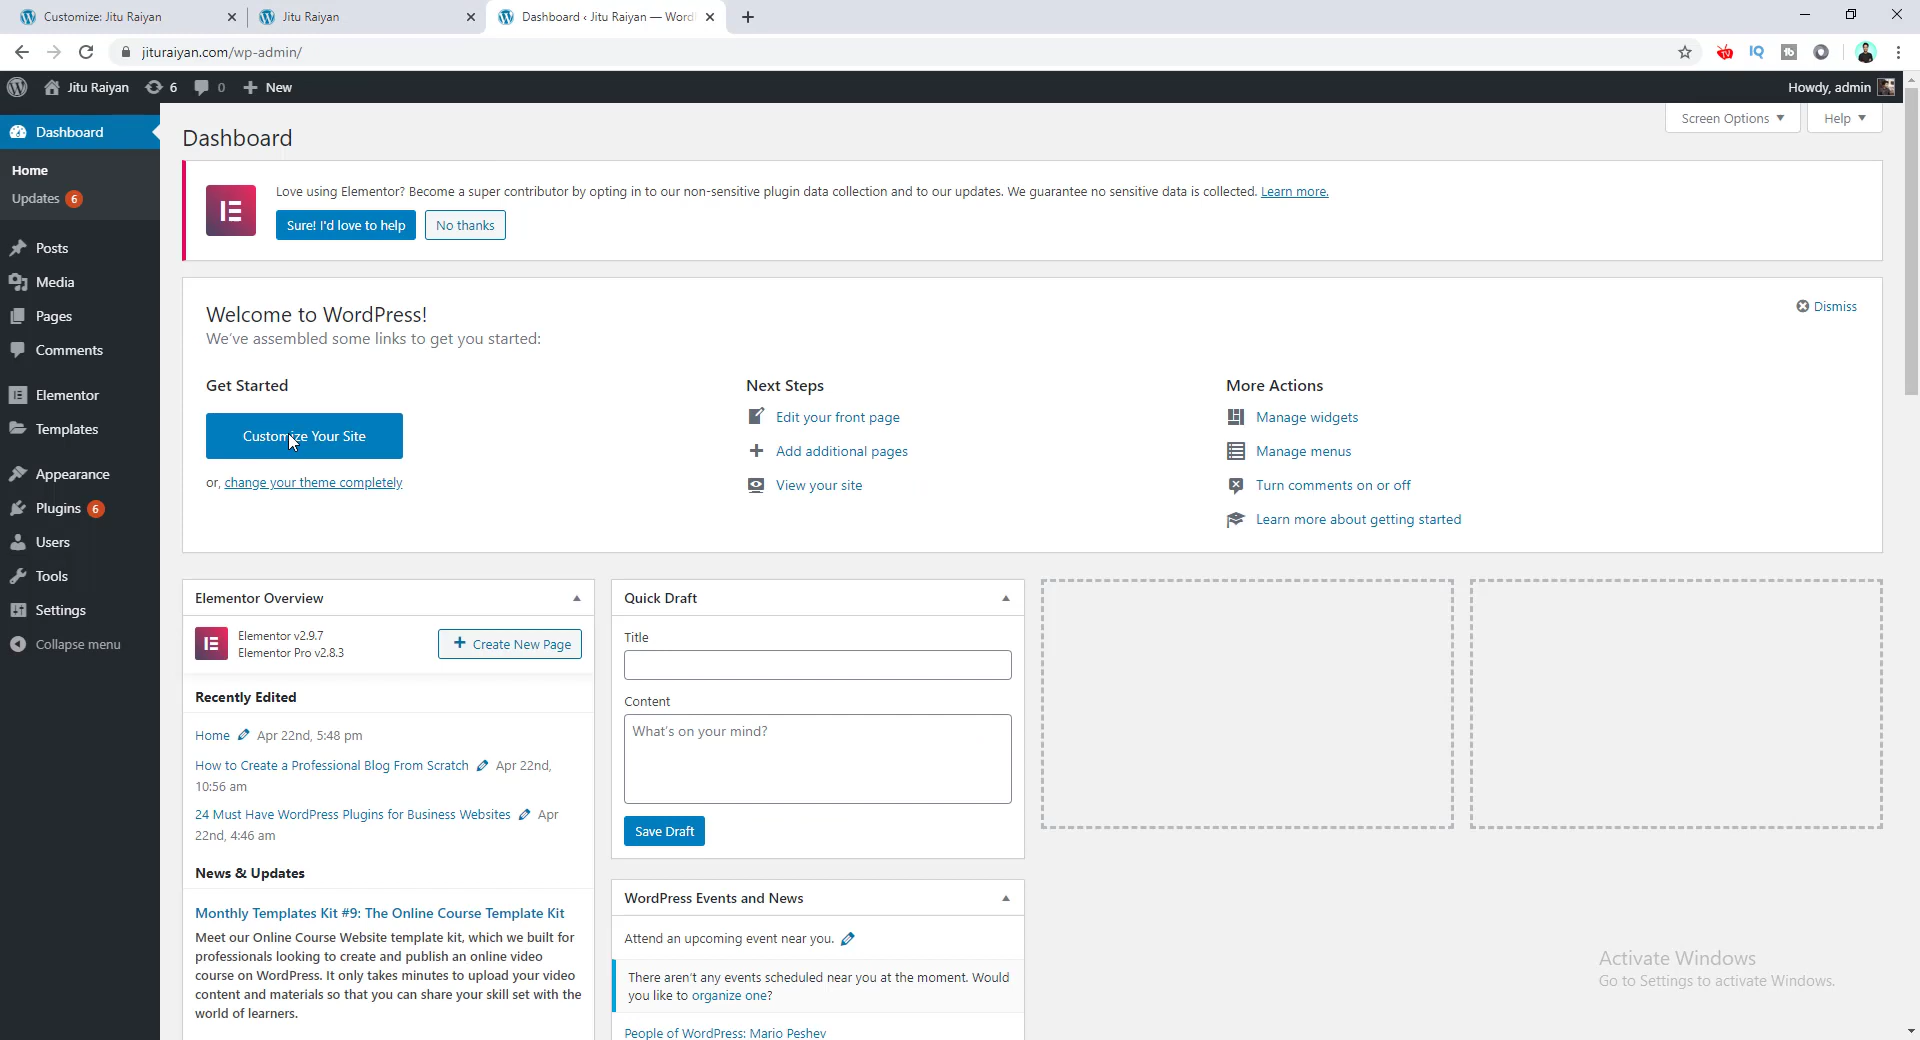 Customize: Jitu Raiyan
Jitu Raiyan
Dashboard ‹ Jitu Raiyan — Word
jituraiyan.com/wp-admin/
IQ
tb
Jitu Raiyan
6
0
New
Howdy, admin
Dashboard
Home
Updates 6
Posts
Media
Pages
Comments
Elementor
Templates
Appearance
Plugins 6
Users
Tools
Settings
Collapse menu
Screen Options
Help
Dashboard
Love using Elementor? Become a super contributor by opting in to our non-sensitive plugin data collection and to our updates. We guarantee no sensitive data is collected. Learn more.
Sure! I'd love to help
No thanks
Welcome to WordPress!
We've assembled some links to get you started:
Dismiss
Get Started
Customize Your Site
or, change your theme completely
Next Steps
Edit your front page
Add additional pages
View your site
More Actions
Manage widgets
Manage menus
Turn comments on or off
Learn more about getting started
Elementor Overview
Elementor v2.9.7
Elementor Pro v2.8.3
Create New Page
Recently Edited
Home Apr 22nd, 5:48 pm
How to Create a Professional Blog From Scratch Apr 22nd,
10:56 am
24 Must Have WordPress Plugins for Business Websites Apr
22nd, 4:46 am
News & Updates
Monthly Templates Kit #9: The Online Course Template Kit
Meet our Online Course Website template kit, which we built for
professionals looking to create and publish an online video
course on WordPress. It only takes minutes to upload your video
content and materials so that you can share your skill set with the
world of learners.
Quick Draft
Title
Content
What's on your mind?
Save Draft
WordPress Events and News
Attend an upcoming event near you.
There aren't any events scheduled near you at the moment. Would
you like to organize one?
People of WordPress: Mario Peshev
Activate Windows
Go to Settings to activate Windows.